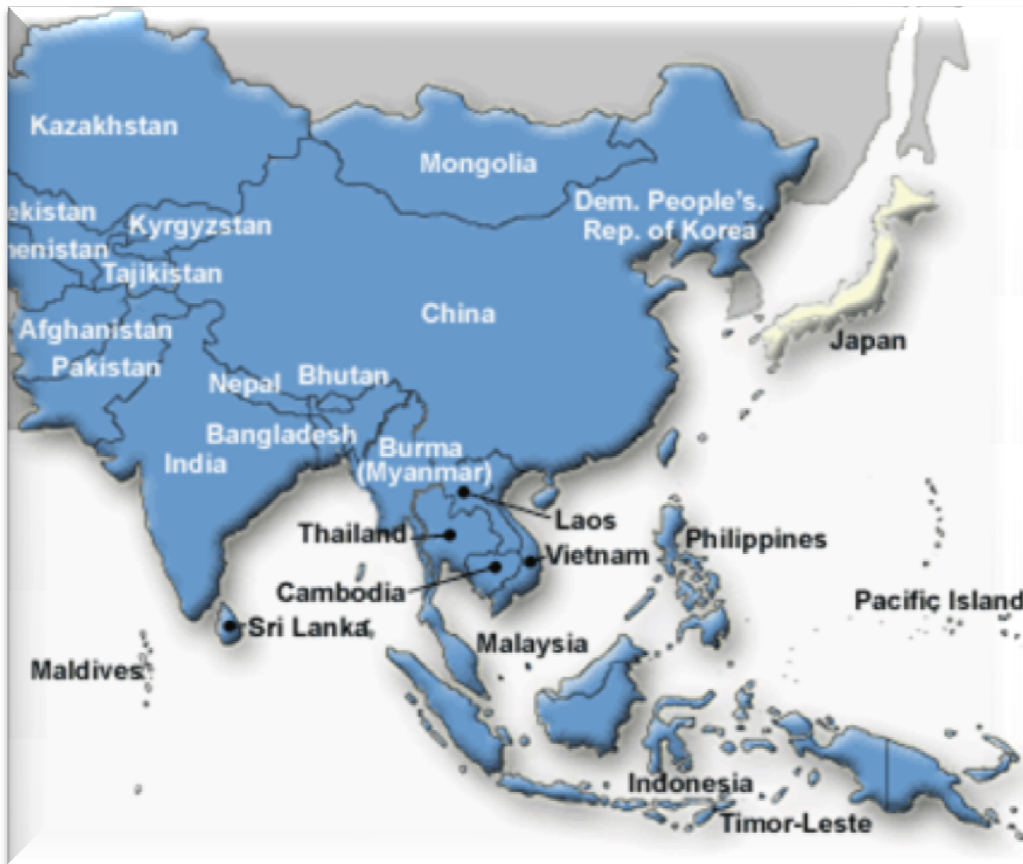 Kazakhstan
Mongolia
ekistan
Kyrgyzstan
Dem. People's.
Rep. of Korea
enistan
Tajikistan
China
Afghanistan
Japan
Pakistan
Nepal
Bhutan
Bangladesh
India
Burma
(Myanmar)
Laos
Thailand
Vietnam
Philippines
Cambodia
Pacific Island
Sri Lanka
Malaysia
Maldives
Indonesia
Timor-Leste